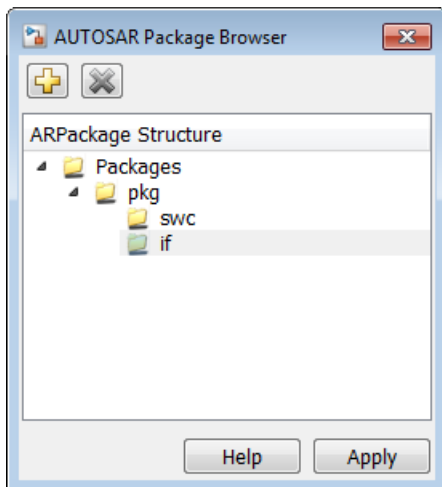 AUTOSAR Package Browser
ARPackage Structure
Packages
pkg
swc
if
Help
Apply